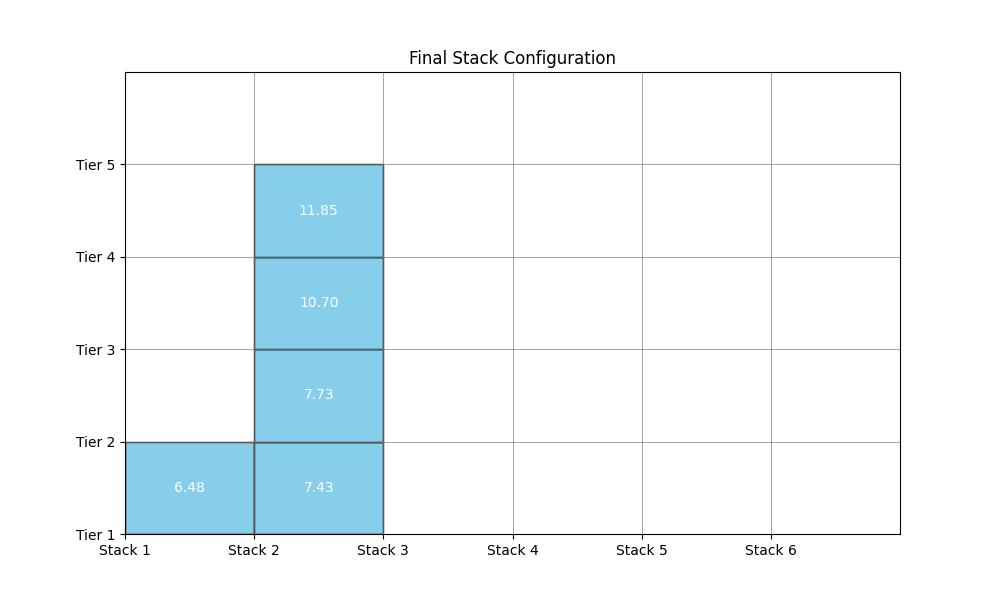 Final Stack Configuration
Tier 5
11.85
Tier 4
10.70
Tier 3
7.73
Tier 2
6.48 7.43
Tier 1
Stack 1 Stack 2 Stack 3 Stack 4 Stack 5 Stack 6